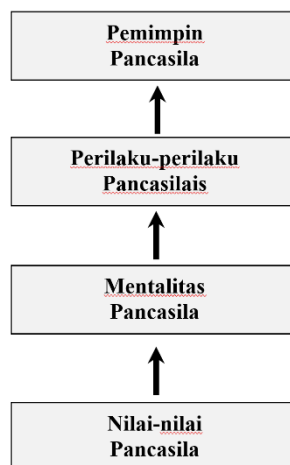 Pemimpin
Pancasila
Perilaku-perilaku
Pancasilais
Mentalitas
Pancasila
Nilai-nilai
Pancasila